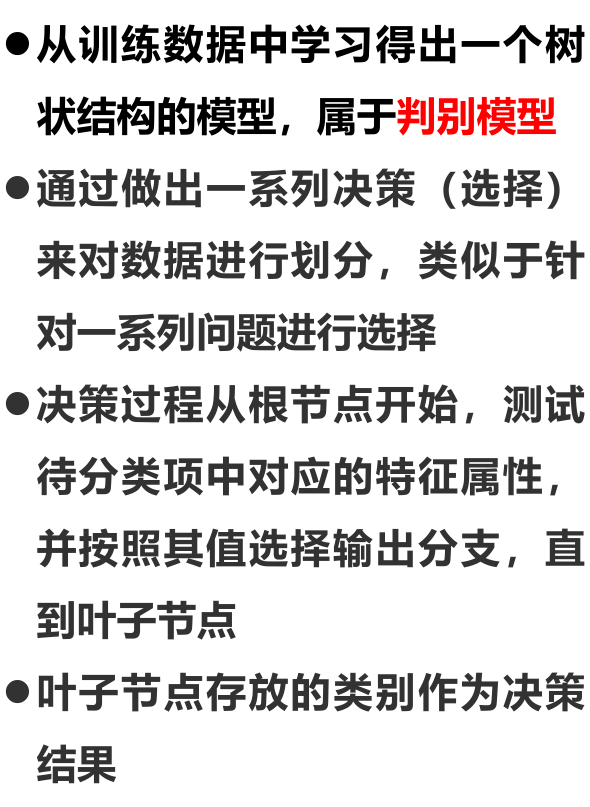 ●从训练数据中学习得出一个树
状结构的模型，属于判别模型
●通过做出一系列决策（选择）
来对数据进行划分，类似于针
对一系列问题进行选择
●决策过程从根节点开始，测试
待分类项中对应的特征属性，
并按照其值选择输出分支，直
到叶子节点
●叶子节点存放的类别作为决策
结果